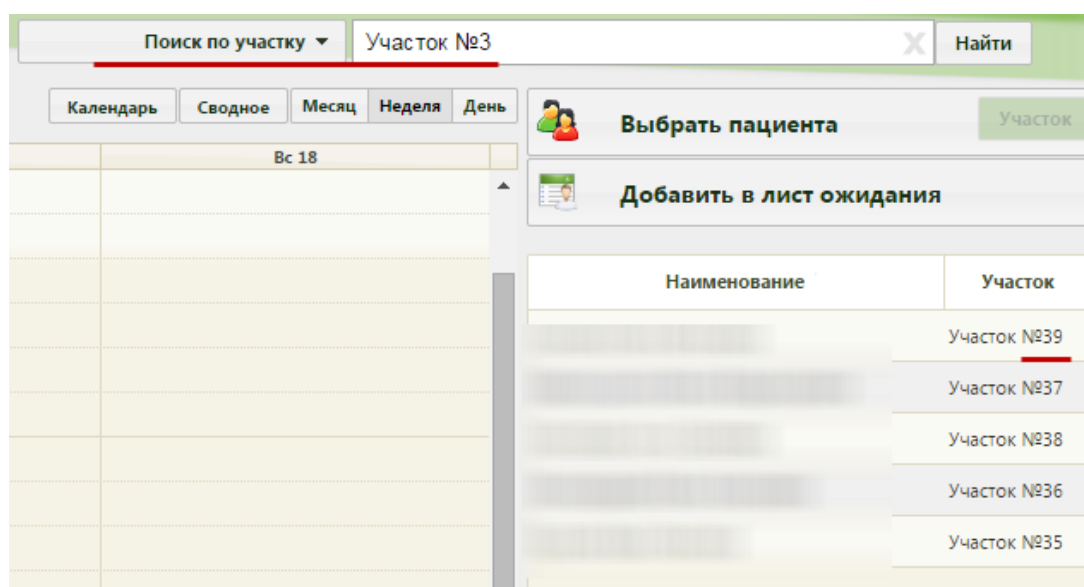 Поиск по участку Участок №3 X Найти
Календарь Сводное Месяц Неделя День
Выбрать пациента Участок
Вс 18
Добавить в лист ожидания
Наименование Участок
Участок №39
Участок №37
Участок №38
Участок №36
Участок №35